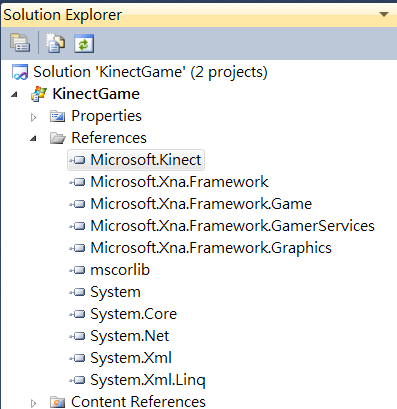 Solution Explorer
Solution 'KinectGame' (2 projects)
KinectGame
Properties
References
Microsoft.Kinect
Microsoft.Xna.Framework
Microsoft.Xna.Framework.Game
Microsoft.Xna.Framework.GamerServices
Microsoft.Xna.Framework.Graphics
mscorlib
System
System.Core
System.Net
System.Xml
System.Xml.Linq
Content References